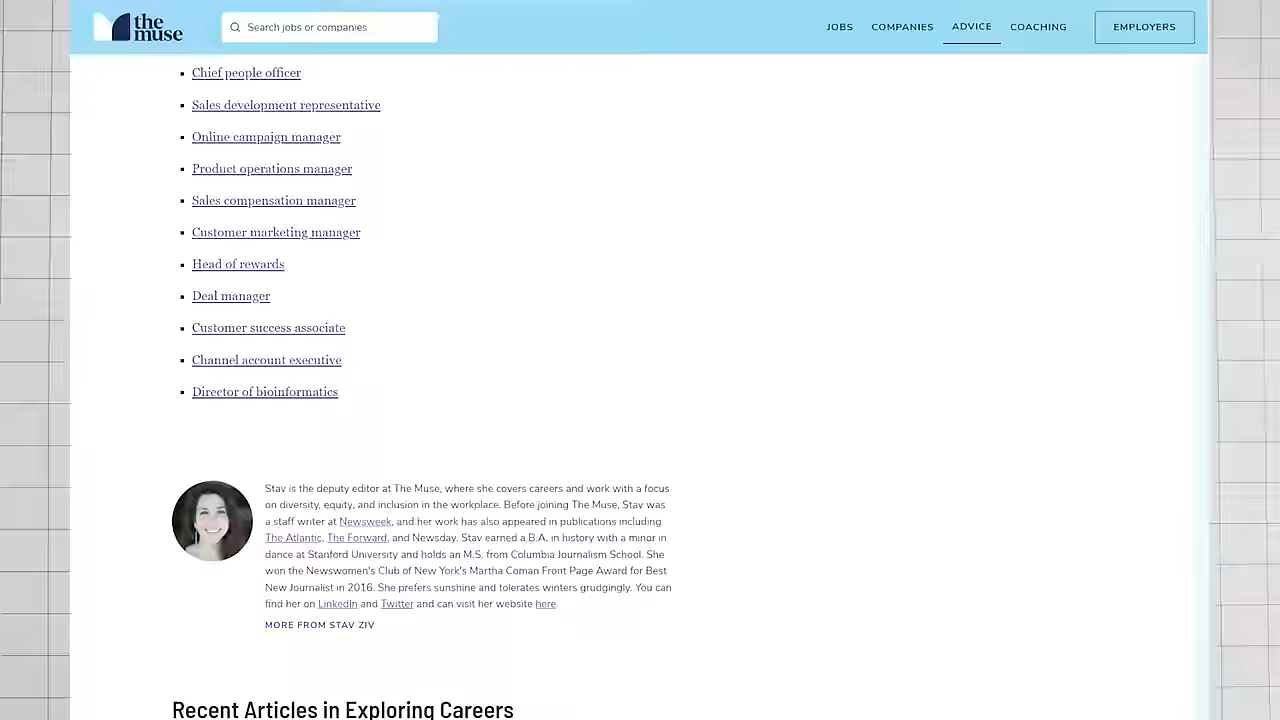 the
muse
Search jobs or companies
JOBS
COMPANIES
ADVICE
COACHING
EMPLOYERS
Chief people officer
Sales development representative
Online campaign manager
Product operations manager
Sales compensation manager
Customer marketing manager
Head of rewards
Deal manager
Customer success associate
Channel account executive
Director of bioinformatics
Stav is the deputy editor at The Muse, where she covers careers and work with a focus
on diversity, equity, and inclusion in the workplace. Before joining The Muse, Stav was
a staff writer at Newsweek, and her work has also appeared in publications including
The Atlantic, The Forward, and Newsday. Stav earned a B.A. in history with a minor in
dance at Stanford University and holds an M.S. from Columbia Journalism School. She
won the Newswomen's Club of New York's Martha Coman Front Page Award for Best
New Journalist in 2016. She prefers sunshine and tolerates winters grudgingly. You can
find her on LinkedIn and Twitter and can visit her website here.
MORE FROM STAV ZIV
Recent Articles in Exploring Careers